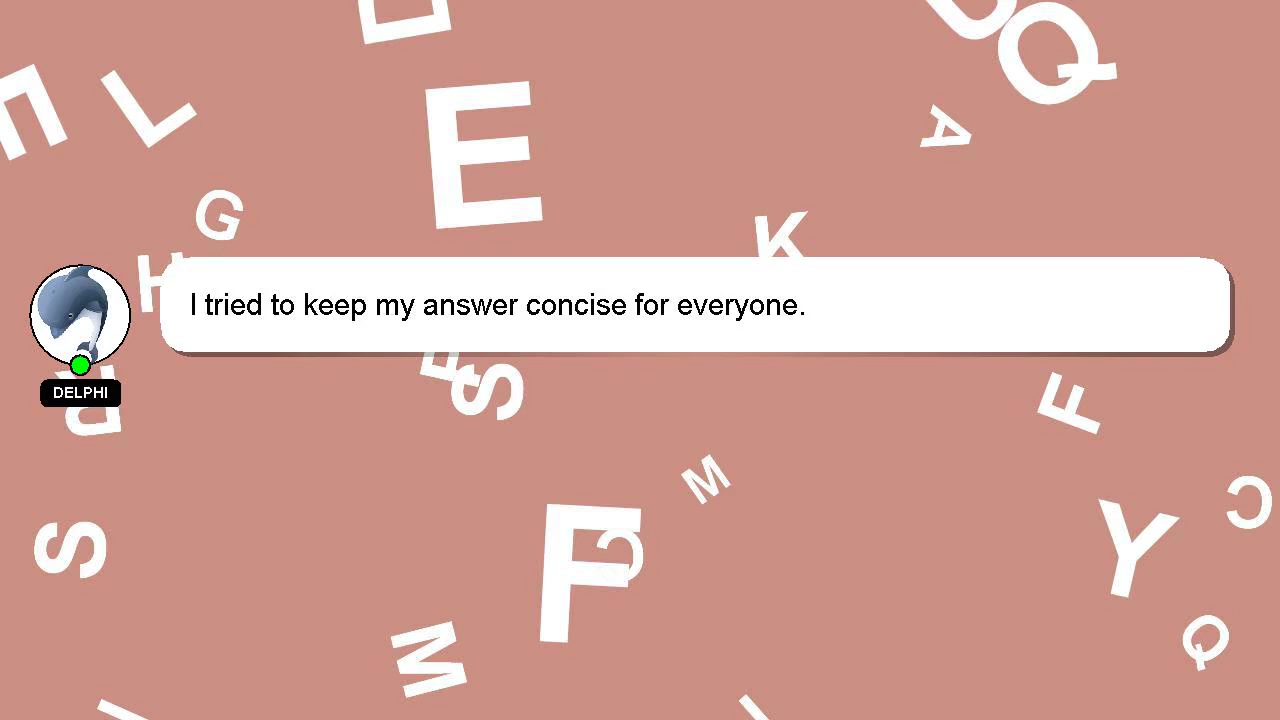 I tried to keep my answer concise for everyone.
DELPHI
E
L
E
Q
A
G
K
H
F
S
R
F
M
C
S
F
G
Y
Q
M